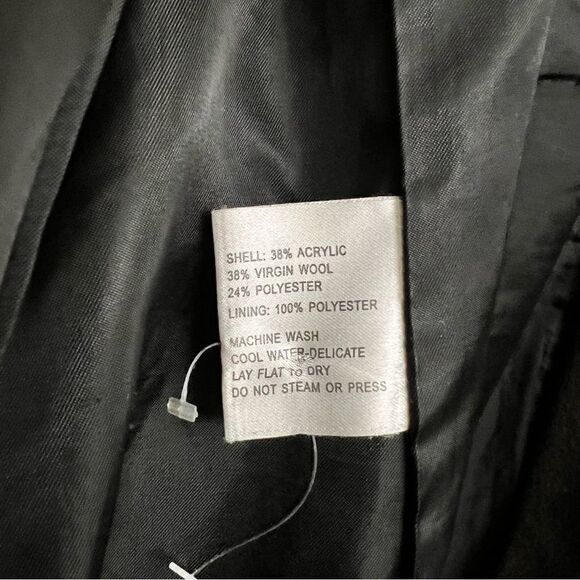 SHELL: 38% ACRYLIC
38% VIRGIN WOOL
24% POLYESTER
LINING: 100% POLYESTER
MACHINE WASH
COOL WATER-DELICATE
LAY FLAT TO DRY
DO NOT STEAM OR PRESS